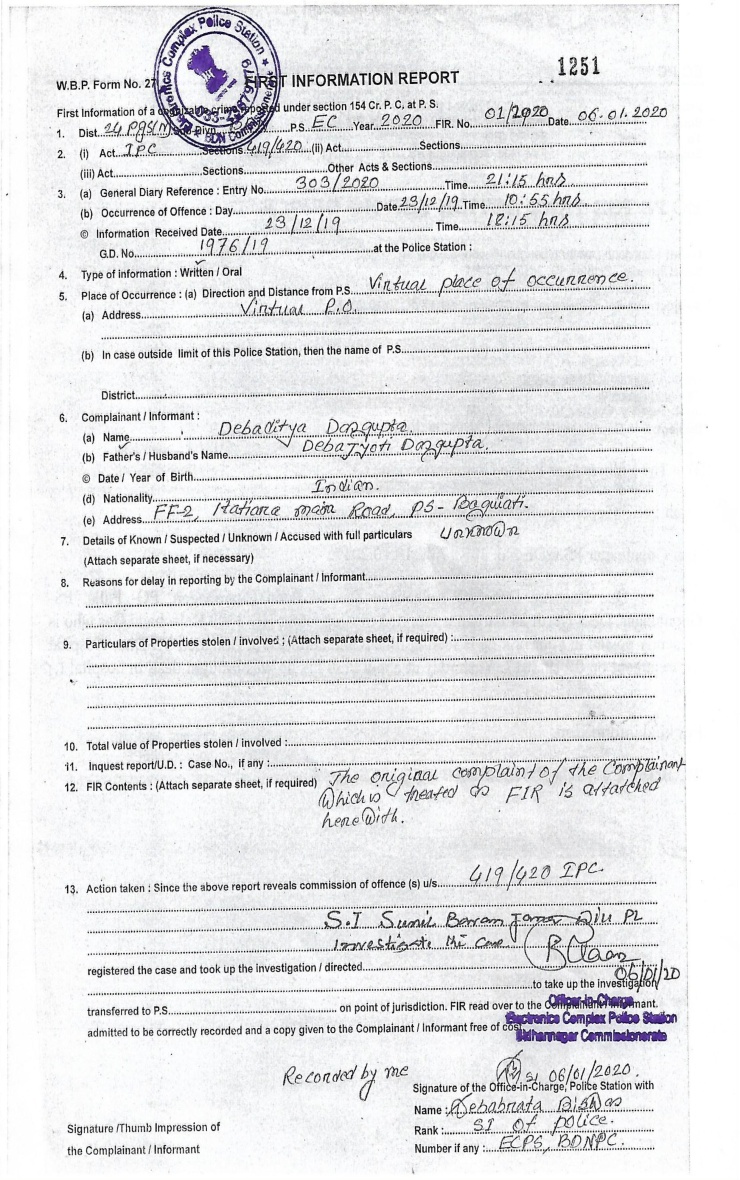 Electronics Complex Police Station
1251
W.B.P. Form No. 27
FIRST INFORMATION REPORT
First Information of a cognizable crime reported under section 154 Cr. P. C, at P. S.
1. Dist. 24 PGS(N) Sub-Divn. P.S. EC Year 2020 FIR. No. 01/2020 Date 06.01.2020
2. (i) Act IPC Sections 419/420 (ii) Act Sections
(iii) Act Sections Other Acts & Sections
3. (a) General Diary Reference : Entry No. 303/2020 Time 21:15 hrs
(b) Occurrence of Offence : Day Date 23/12/19 Time 10:55 hrs
© Information Received Date 23/12/19 Time 18:15 hrs
G.D. No. 1976/19 at the Police Station :
4. Type of information : Written / Oral
5. Place of Occurrence : (a) Direction and Distance from P.S. Virtual place of occurrence.
(a) Address Virtual P.O.
(b) In case outside limit of this Police Station, then the name of P.S.
District
6. Complainant / Informant :
(a) Name Debaditya Dasgupta
(b) Father's / Husband's Name Debajyoti Dasgupta.
© Date / Year of Birth
(d) Nationality Indian.
(e) Address FF-2, Hatiara main Road, PS- Baguiati.
7. Details of Known / Suspected / Unknown / Accused with full particulars Unknown
(Attach separate sheet, if necessary)
8. Reasons for delay in reporting by the Complainant / Informant
9. Particulars of Properties stolen / involved ; (Attach separate sheet, if required) :
10. Total value of Properties stolen / involved :
11. Inquest report/U.D. : Case No., if any :
12. FIR Contents : (Attach separate sheet, if required) The original complaint of the Complainant
which is treated as FIR is attatched
herewith.
13. Action taken : Since the above report reveals commission of offence (s) u/s. 419/420 IPC.
S.I Sunil Baran PL
Investigate the case
registered the case and took up the investigation / directed
06/01/20
to take up the investigation
transferred to P.S. on point of jurisdiction. FIR read over to the Complainant / Informant.
Officer-in-Charge
admitted to be correctly recorded and a copy given to the Complainant / Informant free of cost.
Electronics Complex Police Station
Bidhannagar Commissionerate
Recorded by me
SI 06/01/2020.
Signature of the Office-in-Charge, Police Station with
Name : Debabrata Biswas
Rank : SI of police.
Number if any : ECPS, BDNPC.
Signature /Thumb Impression of
the Complainant / Informant